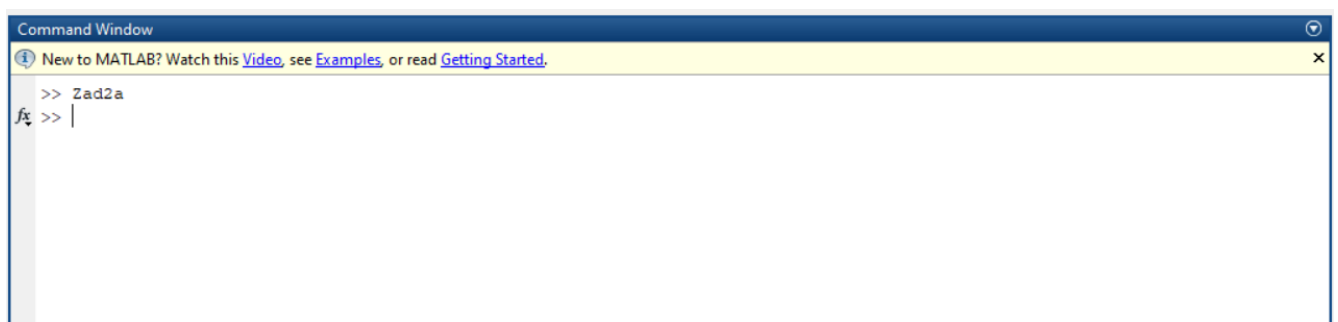 Command Window
New to MATLAB? Watch this Video, see Examples, or read Getting Started.
>> Zad2a
fx >>